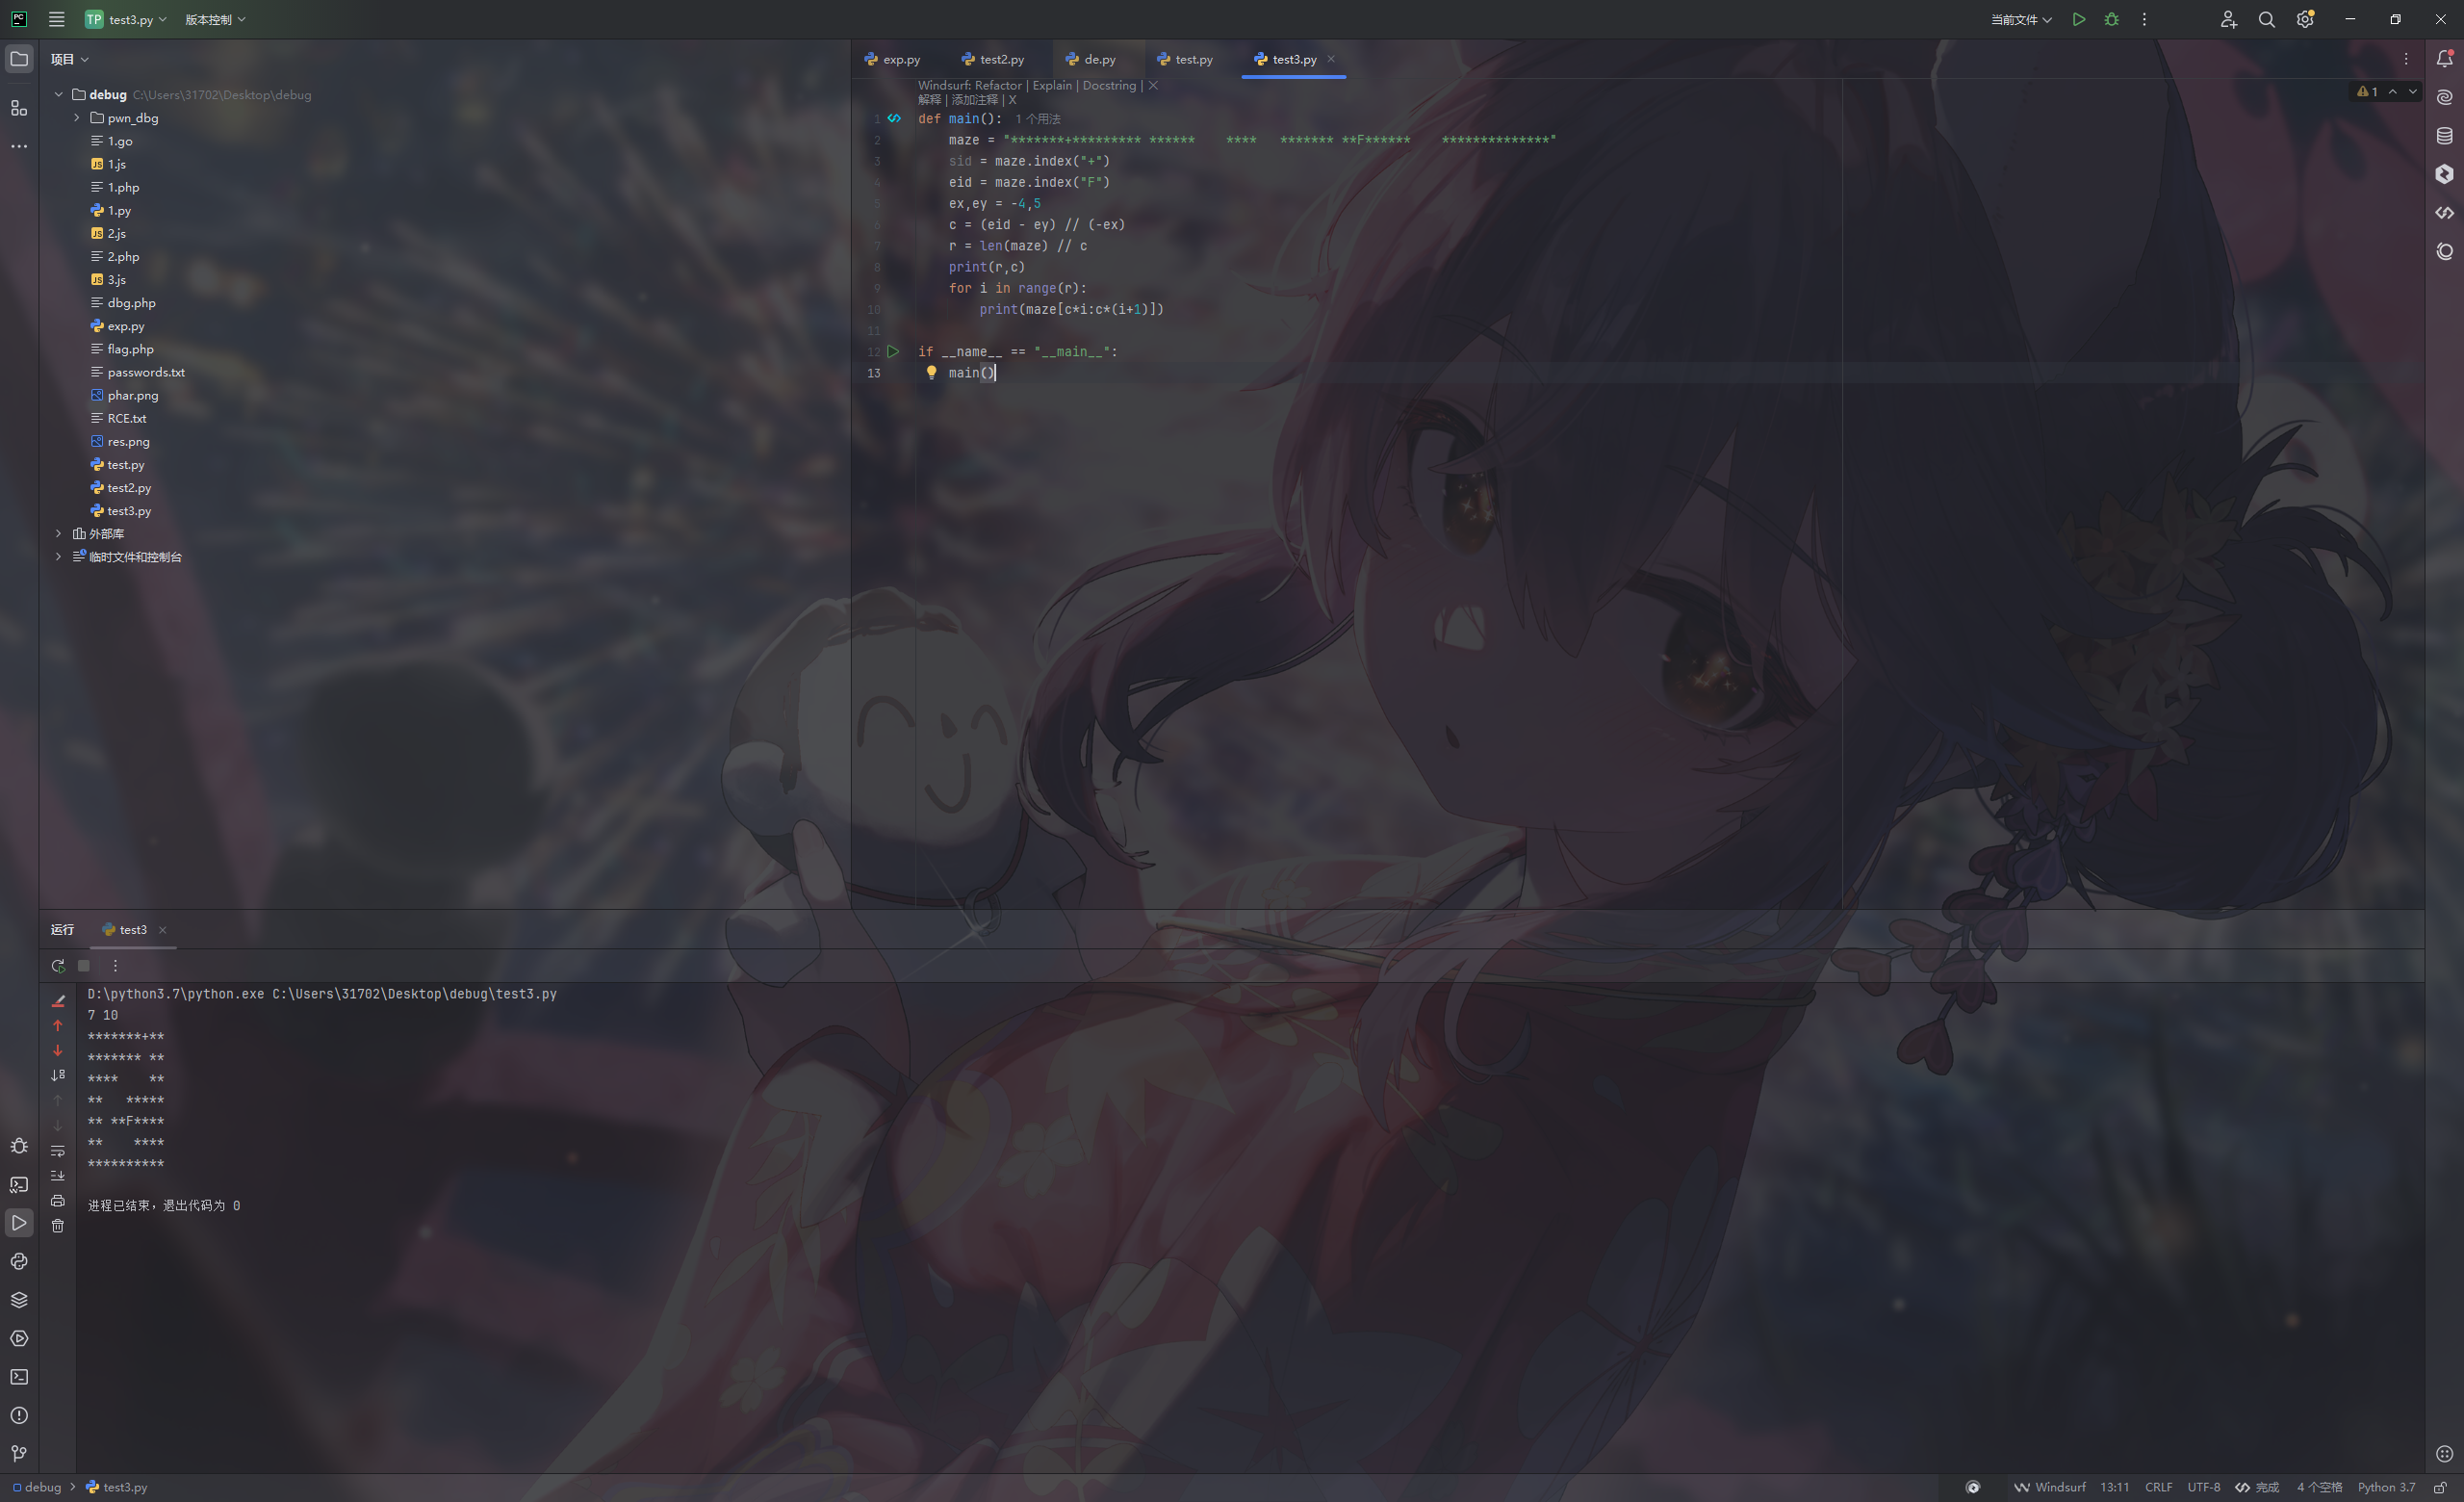 PC
TP test3.py 版本控制 当前文件
项目
debug C:\Users\31702\Desktop\debug
pwn_dbg
1.go
JS 1.js
1.php
1.py
JS 2.js
2.php
JS 3.js
dbg.php
exp.py
flag.php
passwords.txt
phar.png
RCE.txt
res.png
test.py
test2.py
test3.py
外部库
临时文件和控制台
exp.py test2.py de.py test.py test3.py
Windsurf: Refactor | Explain | Docstring | ×
解释 | 添加注释 | X
1
1 def main(): 1 个用法
2     maze = "*******+********* ******    ****   ******* **F******    **************"
3     sid = maze.index("+")
4     eid = maze.index("F")
5     ex,ey = -4,5
6     c = (eid - ey) // (-ex)
7     r = len(maze) // c
8     print(r,c)
9     for i in range(r):
10         print(maze[c*i:c*(i+1)])
11
12 if __name__ == "__main__":
13     main()
运行 test3
D:\python3.7\python.exe C:\Users\31702\Desktop\debug\test3.py
7 10
*******+**
******* **
****    **
**   *****
** **F****
**    ****
**********
进程已结束，退出代码为 0
debug > test3.py Windsurf 13:11 CRLF UTF-8 完成 4 个空格 Python 3.7